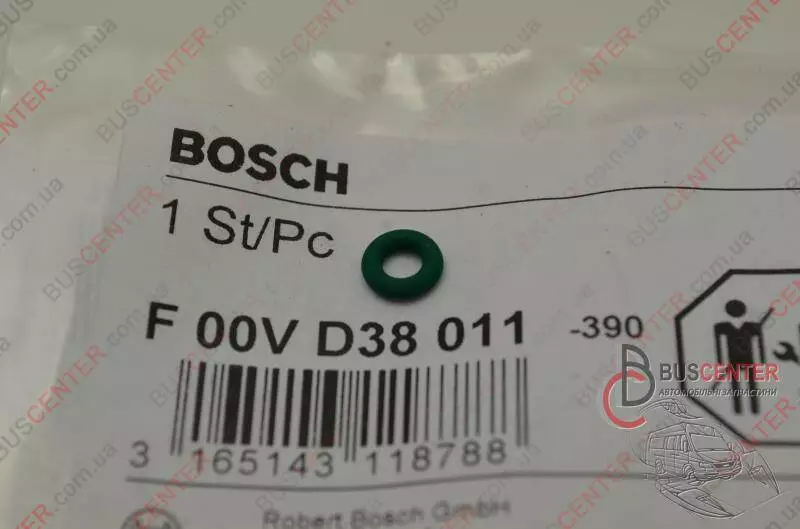 BOSCH
1 St/Pc
F 00V D38 011 -390
3 165143 118788
Robert Bosch GmbH
BUSCENTER
АВТОМОБІЛЬНІ ЗАПЧАСТИНИ
BUSCENTER.com.ua